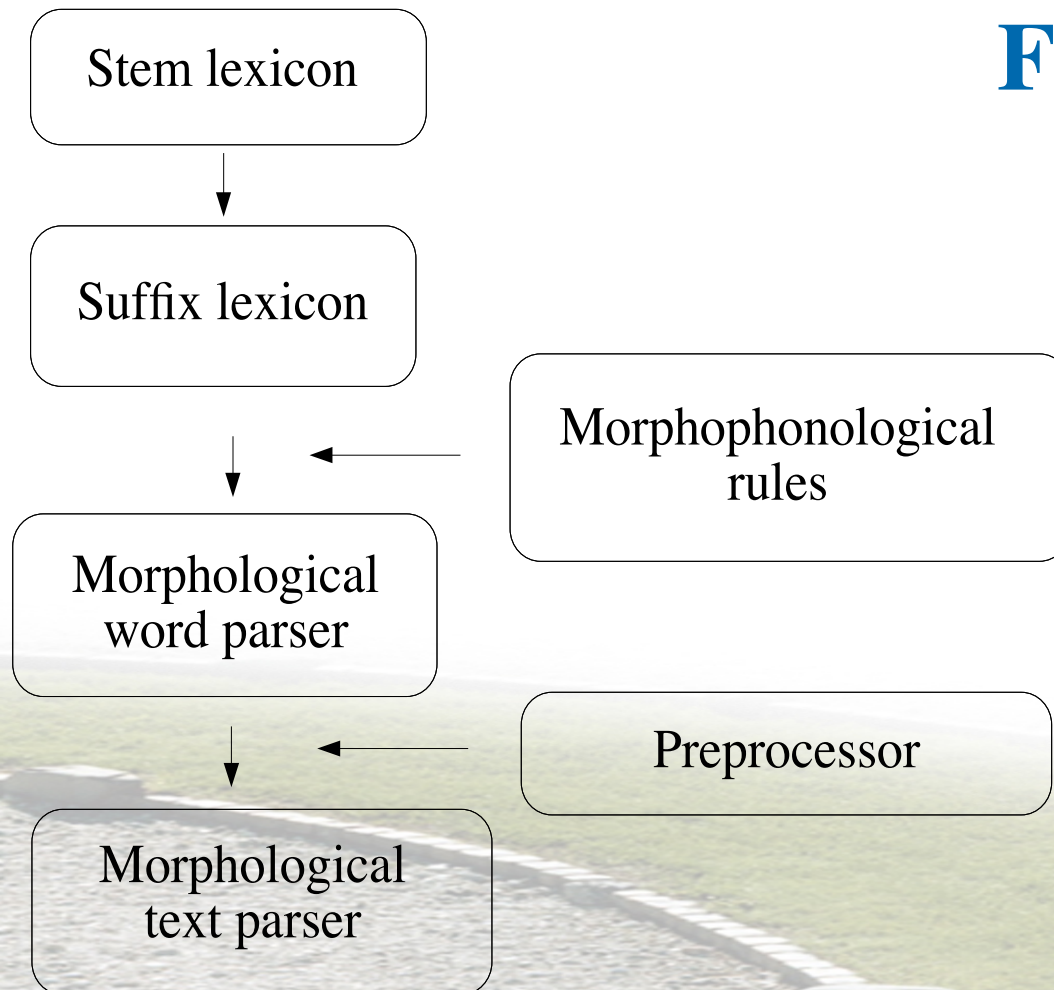 F
Stem lexicon
Suffix lexicon
Morphophonological
rules
Morphological
word parser
Preprocessor
Morphological
text parser